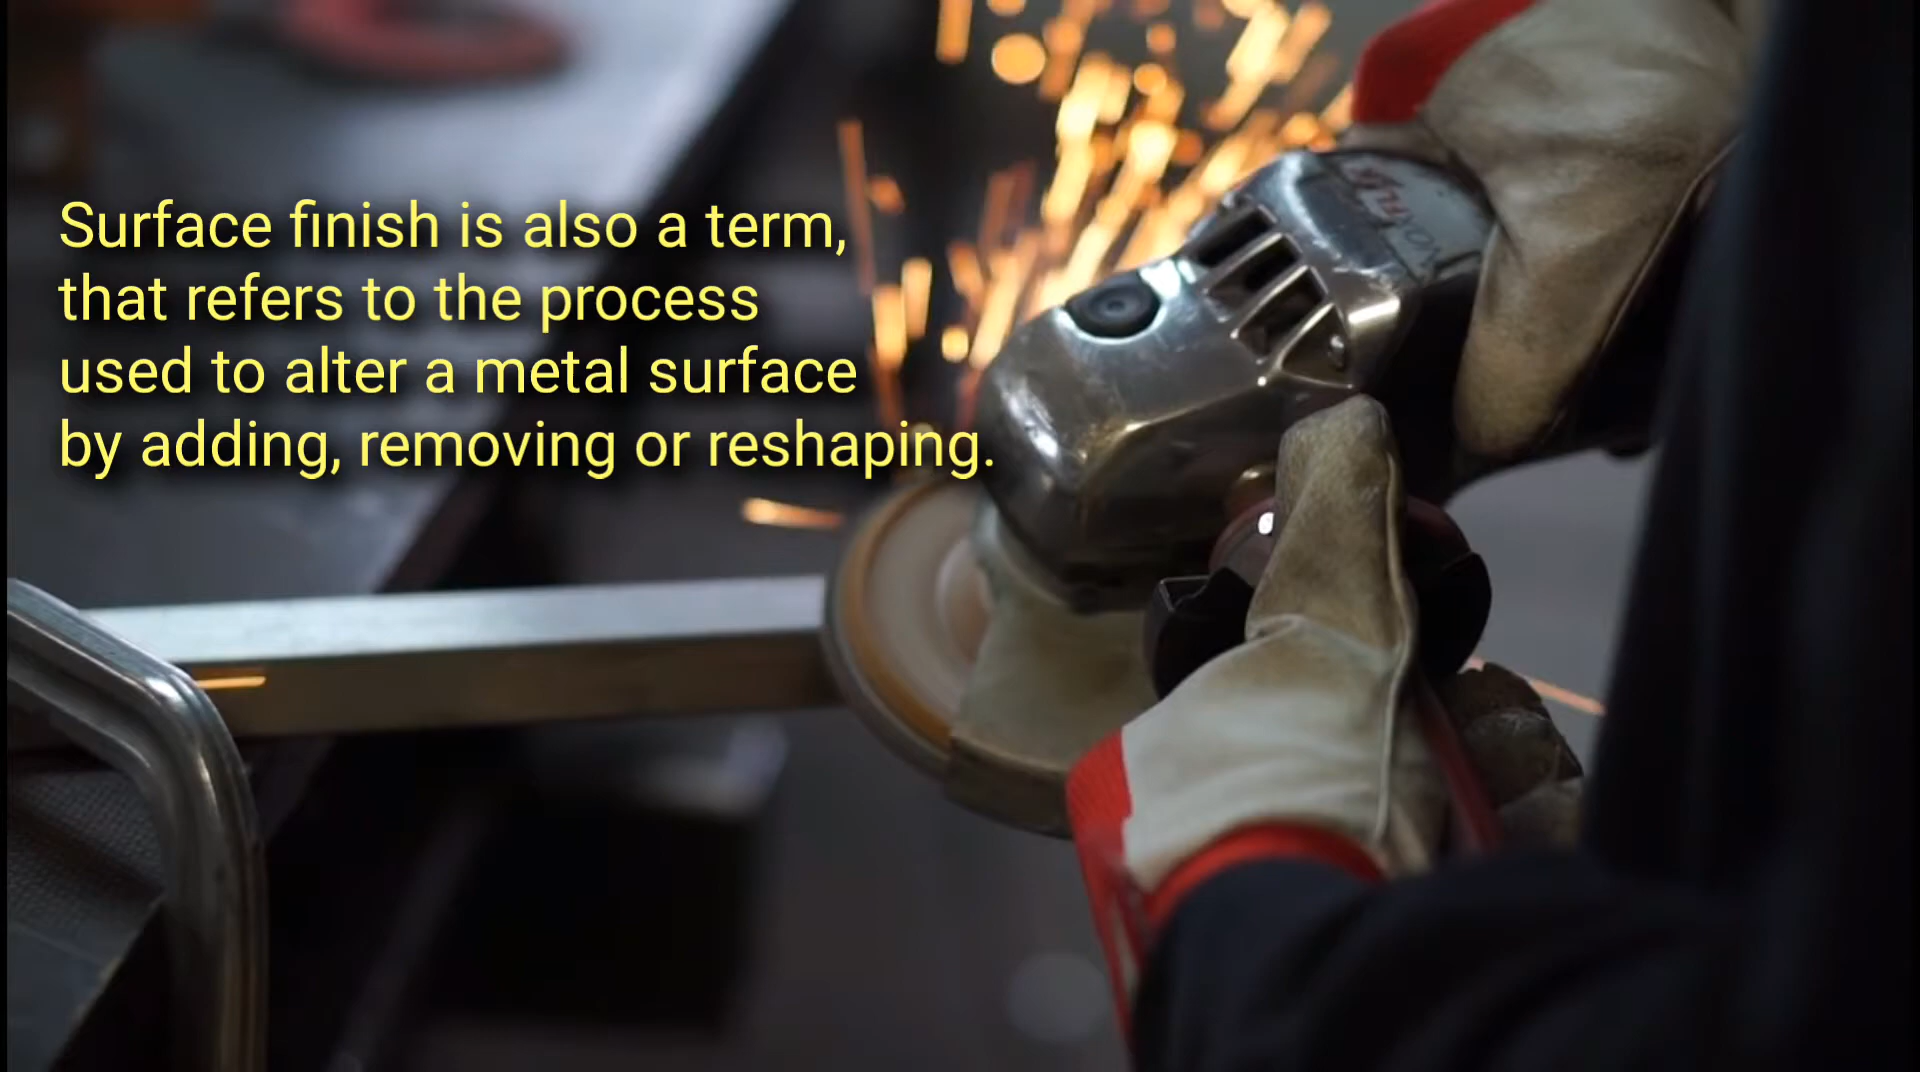 Surface finish is also a term,
that refers to the process
used to alter a metal surface
by adding, removing or reshaping.